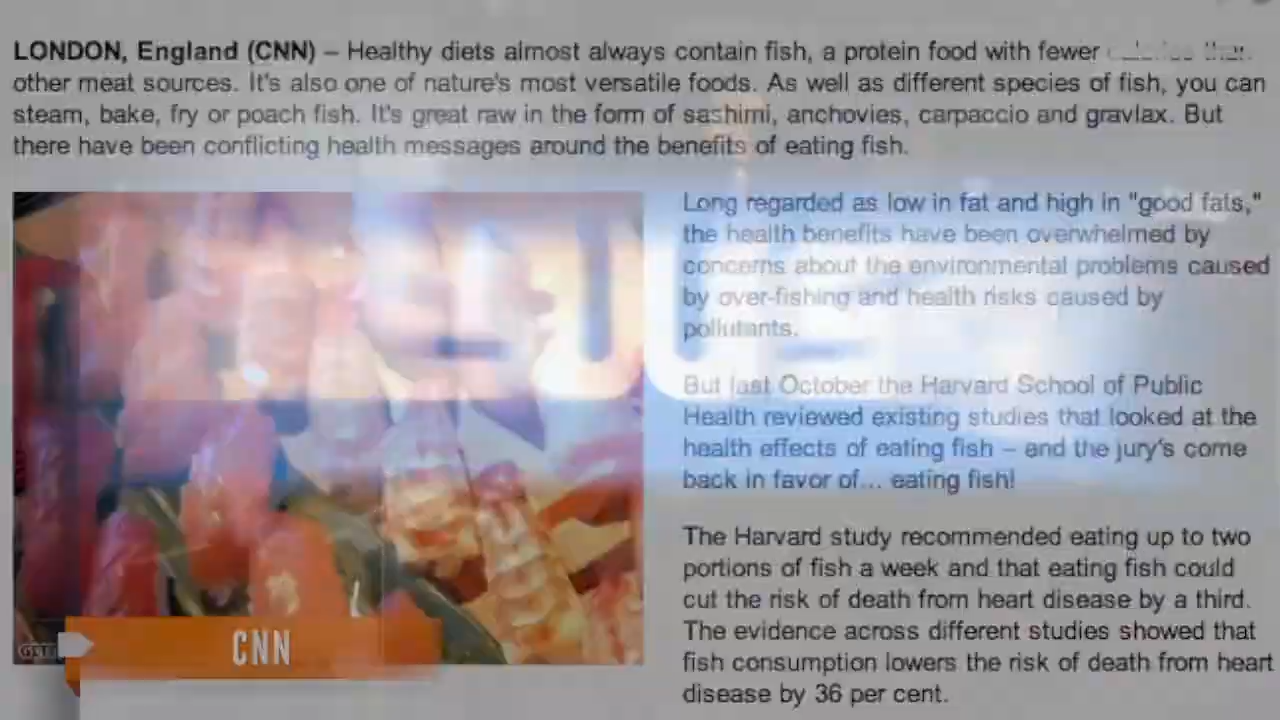 LONDON, England (CNN) – Healthy diets almost always contain fish, a protein food with fewer calories than
other meat sources. It's also one of nature's most versatile foods. As well as different species of fish, you can
steam, bake, fry or poach fish. It's great raw in the form of sashimi, anchovies, carpaccio and gravlax. But
there have been conflicting health messages around the benefits of eating fish.
Long regarded as low in fat and high in "good fats,"
the health benefits have been overwhelmed by
concerns about the environmental problems caused
by over-fishing and health risks caused by
pollutants.
But last October the Harvard School of Public
Health reviewed existing studies that looked at the
health effects of eating fish – and the jury's come
back in favor of... eating fish!
The Harvard study recommended eating up to two
portions of fish a week and that eating fish could
cut the risk of death from heart disease by a third.
The evidence across different studies showed that
fish consumption lowers the risk of death from heart
disease by 36 per cent.
CNN